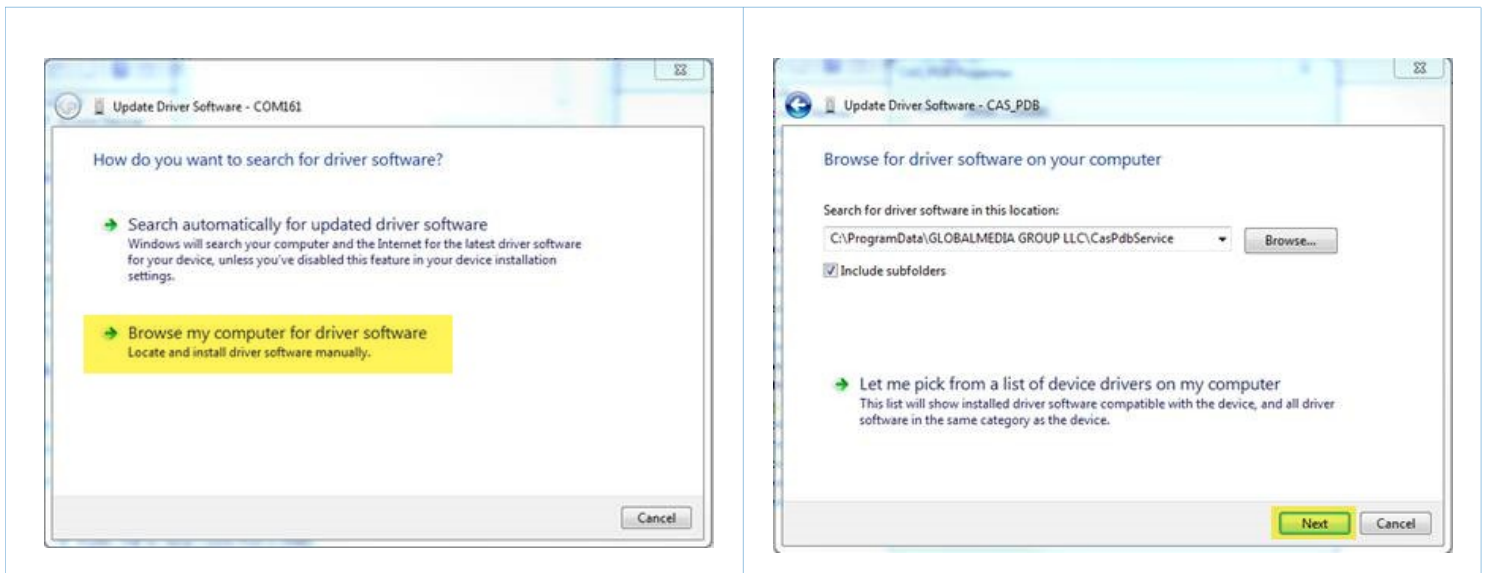 Update Driver Software - COM161
How do you want to search for driver software?
Search automatically for updated driver software
Windows will search your computer and the Internet for the latest driver software
for your device, unless you've disabled this feature in your device installation
settings.
Browse my computer for driver software
Locate and install driver software manually.
Cancel
Update Driver Software - CAS_PDB
Browse for driver software on your computer
Search for driver software in this location:
C:\ProgramData\GLOBALMEDIA GROUP LLC\CasPdbService
Browse...
Include subfolders
Let me pick from a list of device drivers on my computer
This list will show installed driver software compatible with the device, and all driver
software in the same category as the device.
Next
Cancel